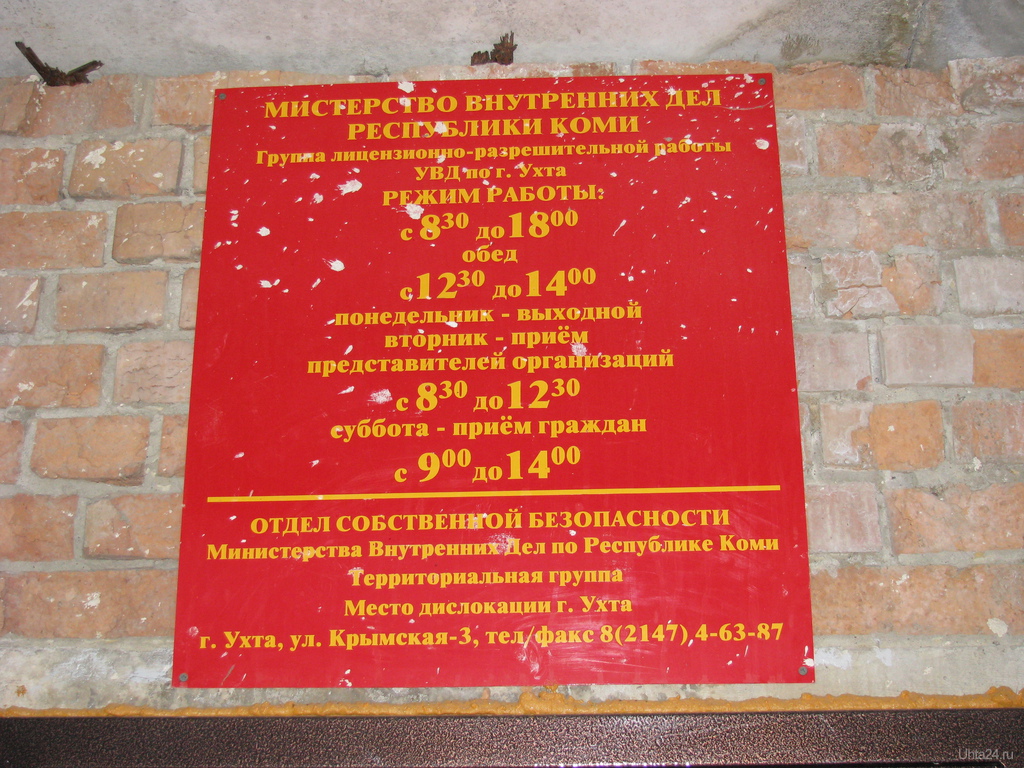 МИСТЕРСТВО ВНУТРЕННИХ ДЕЛ
РЕСПУБЛИКИ КОМИ
Группа лицензионно-разрешительной работы
УВД по г. Ухта
РЕЖИМ РАБОТЫ:
с 8³⁰ до 18⁰⁰
обед
с 12³⁰ до 14⁰⁰
понедельник - выходной
вторник - приём
представителей организаций
с 8³⁰ до 12³⁰
суббота - приём граждан
с 9⁰⁰ до 14⁰⁰
ОТДЕЛ СОБСТВЕННОЙ БЕЗОПАСНОСТИ
Министерства Внутренних Дел по Республике Коми
Территориальная группа
Место дислокации г. Ухта
г. Ухта, ул. Крымская-3, тел/факс 8(2147) 4-63-87
Uhta24.ru